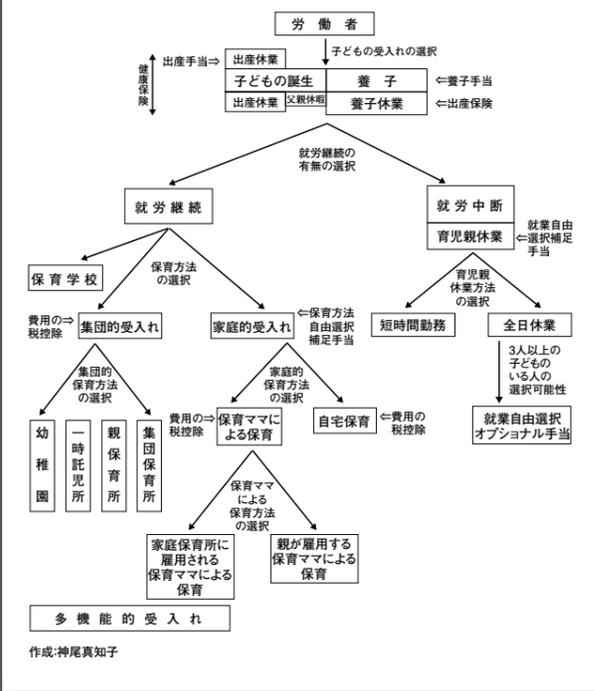 労働者
子どもの受入れの選択
健康保険
出産手当⇒
出産休業
子どもの誕生
養子
⇐養子手当
出産休業
父親休暇
養子休業
⇐出産保険
就労継続の
有無の選択
就労継続
就労中断
育児親休業
就業自由
⇐選択補足
手当
保育学校
保育方法
の選択
育児親
休業方法
の選択
費用の⇒
税控除
集団的受入れ
家庭的受入れ
⇐保育方法
自由選択
補足手当
短時間勤務
全日休業
集団的
保育方法
の選択
家庭的
保育方法
の選択
3人以上の
子どもの
いる人の
選択可能性
幼稚園
一時託児所
親保育所
集団保育所
費用の⇒
税控除
保育ママに
よる保育
自宅保育
⇐費用の
税控除
就業自由選択
オプショナル手当
保育ママ
による
保育方法
の選択
家庭保育所に
雇用される
保育ママによる
保育
親が雇用する
保育ママによる
保育
多機能的受入れ
作成:神尾真知子